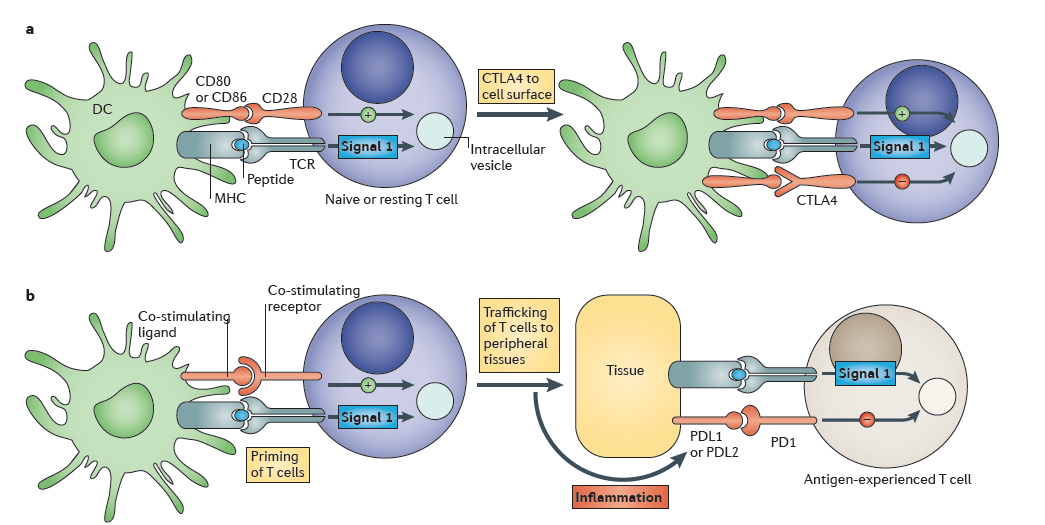 a
DC
CD80
or CD86
CD28
Signal 1
TCR
Peptide
MHC
Intracellular
vesicle
Naive or resting T cell
CTLA4 to
cell surface
Signal 1
CTLA4
b
Co-stimulating
ligand
Co-stimulating
receptor
Signal 1
Priming
of T cells
Trafficking
of T cells to
peripheral
tissues
Inflammation
Tissue
Signal 1
PDL1
or PDL2
PD1
Antigen-experienced T cell